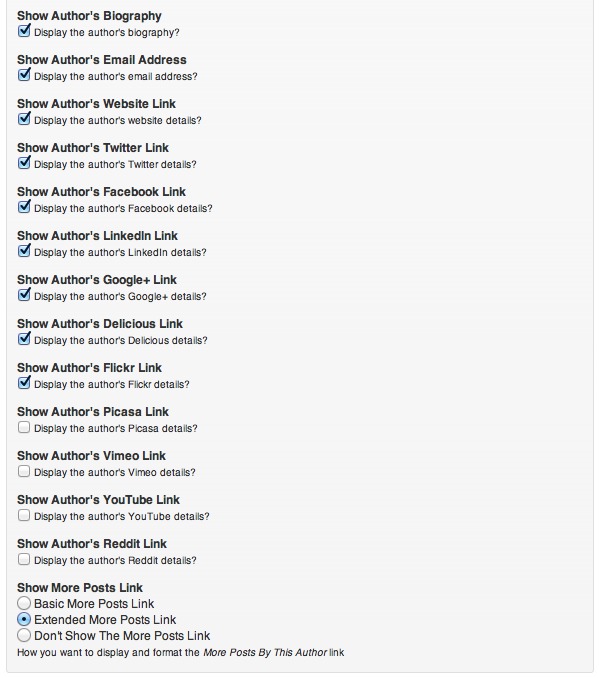 Show Author's Biography
Display the author's biography?
Show Author's Email Address
Display the author's email address?
Show Author's Website Link
Display the author's website details?
Show Author's Twitter Link
Display the author's Twitter details?
Show Author's Facebook Link
Display the author's Facebook details?
Show Author's LinkedIn Link
Display the author's LinkedIn details?
Show Author's Google+ Link
Display the author's Google+ details?
Show Author's Delicious Link
Display the author's Delicious details?
Show Author's Flickr Link
Display the author's Flickr details?
Show Author's Picasa Link
Display the author's Picasa details?
Show Author's Vimeo Link
Display the author's Vimeo details?
Show Author's YouTube Link
Display the author's YouTube details?
Show Author's Reddit Link
Display the author's Reddit details?
Show More Posts Link
Basic More Posts Link
Extended More Posts Link
Don't Show The More Posts Link
How you want to display and format the More Posts By This Author link